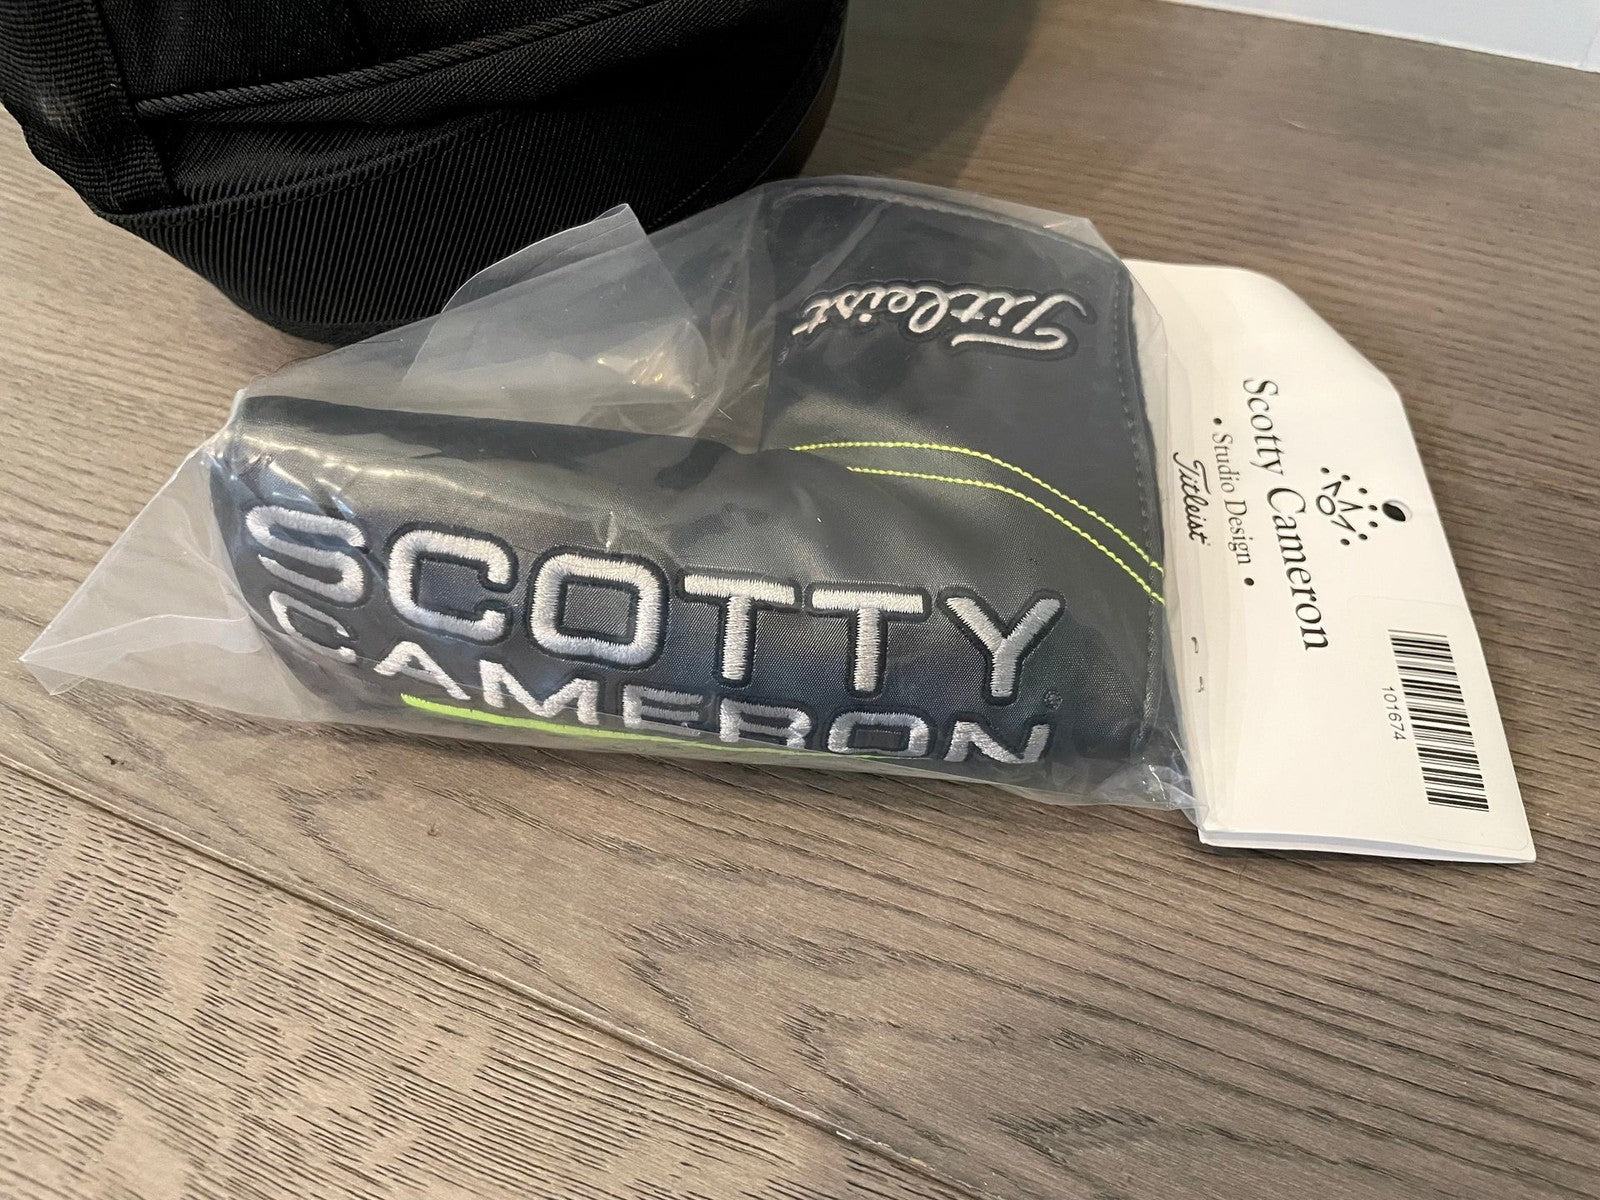 Titleist
SCOTTY
CAMERON
®
Scotty Cameron
• Studio Design •
Titleist
101674